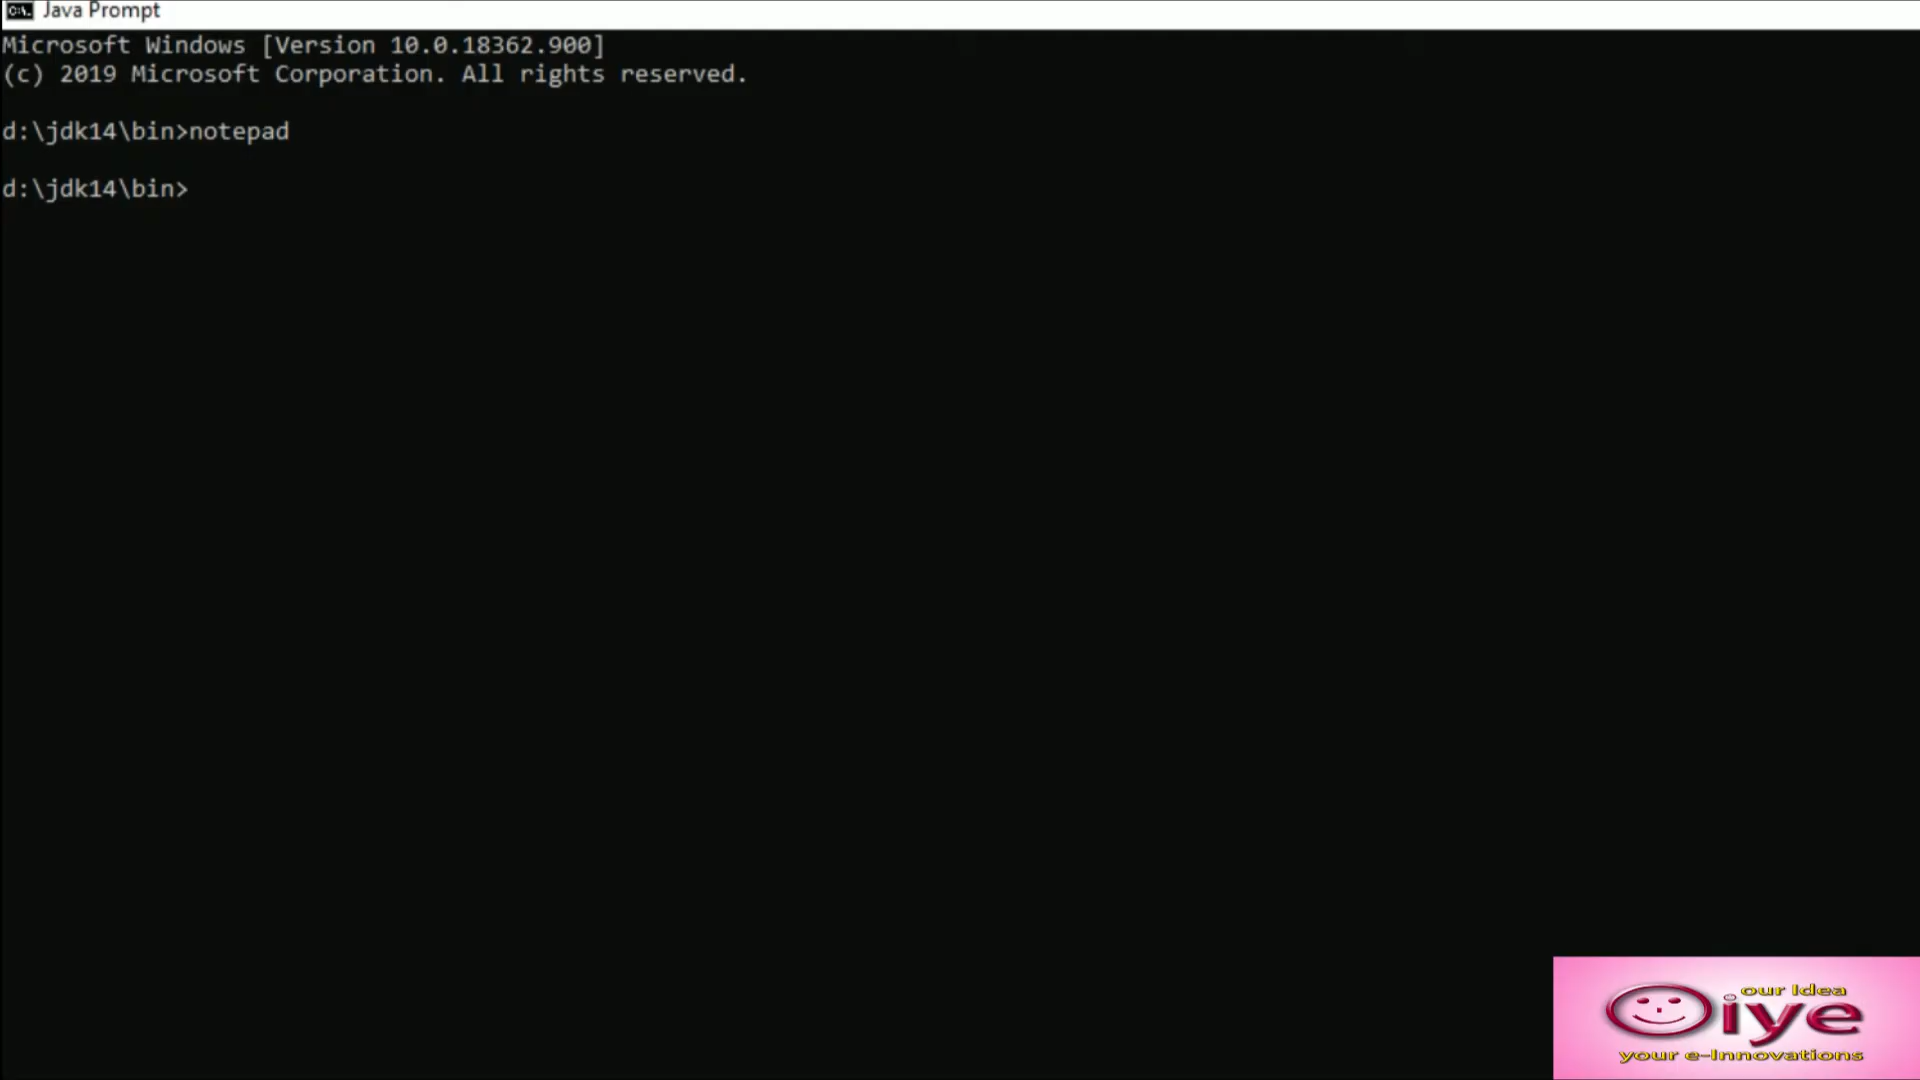 Java Prompt
Microsoft Windows [Version 10.0.18362.900]
(c) 2019 Microsoft Corporation. All rights reserved.
d:\jdk14\bin>notepad
d:\jdk14\bin>
our Idea
Oiye
your e-Innovations